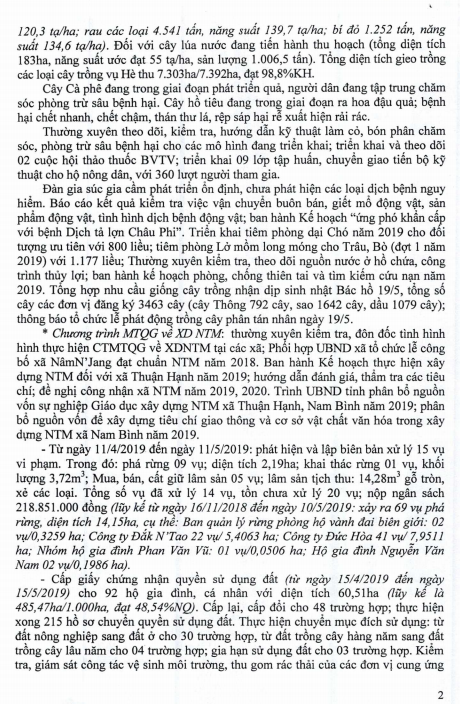 120,3 tạ/ha; rau các loại 4.541 tấn, năng suất 139,7 tạ/ha; bí đỏ 1.252 tấn, năng
suất 134,6 tạ/ha). Đối với cây lúa nước đang tiến hành thu hoạch (tổng diện tích
183ha, năng suất ước đạt 55 tạ/ha, sản lượng 1.006,5 tấn). Tổng diện tích gieo trồng
các loại cây trồng vụ Hè thu 7.303ha/7.392ha, đạt 98,8%KH.
Cây Cà phê đang trong giai đoạn phát triển quả, người dân đang tập trung chăm
sóc phòng trừ sâu bệnh hại. Cây hồ tiêu đang trong giai đoạn ra hoa đậu quả; bệnh
hại chết nhanh, chết chậm, thán thư lá, rệp sáp hại rễ xuất hiện rải rác.
Thường xuyên theo dõi, kiểm tra, hướng dẫn kỹ thuật làm cỏ, bón phân chăm
sóc, phòng trừ sâu bệnh hại cho các mô hình đang triển khai; triển khai và theo dõi
02 cuộc hội thảo thuốc BVTV; triển khai 09 lớp tập huấn, chuyển giao tiến bộ kỹ
thuật cho hộ nông dân, với 360 lượt người tham gia.
Đàn gia súc gia cầm phát triển ổn định, chưa phát hiện các loại dịch bệnh nguy
hiểm. Báo cáo kết quả kiểm tra việc vận chuyển buôn bán, giết mổ động vật, sản
phẩm động vật, tình hình dịch bệnh động vật; ban hành Kế hoạch "ứng phó khẩn cấp
với bệnh Dịch tả lợn Châu Phi". Triển khai tiêm phòng dại Chó năm 2019 cho đối
tượng ưu tiên với 800 liều; tiêm phòng Lở mồm long móng cho Trâu, Bò (đợt 1 năm
2019) với 1.177 liều; Thường xuyên kiểm tra, theo dõi nguồn nước ở hồ chứa, công
trình thủy lợi; ban hành kế hoạch phòng, chống thiên tai và tìm kiếm cứu nạn năm
2019. Tổng hợp nhu cầu giống cây trồng nhận dịp sinh nhật Bác Hồ 19/5, tổng số
cây các đơn vị đăng ký 3463 cây (cây Thông 792 cây, sao 1642 cây, dầu 1079 cây);
thông báo tổ chức lễ phát động trồng cây phân tán nhân ngày 19/5.
* Chương trình MTQG về XD NTM: thường xuyên kiểm tra, đôn đốc tình hình
hình thực hiện CTMTQG về XDNTM tại các xã; Phối hợp UBND xã tổ chức lễ công
bố xã NâmN'Jang đạt chuẩn NTM năm 2018. Ban hành Kế hoạch thực hiện xây
dựng NTM đối với xã Thuận Hạnh năm 2019; hướng dẫn đánh giá, thẩm tra các tiêu
chí; đề nghị công nhận xã NTM năm 2019, 2020. Trình UBND tỉnh phân bổ nguồn
vốn sự nghiệp Giáo dục xây dựng NTM xã Thuận Hạnh, Nam Bình năm 2019; phân
bổ nguồn vốn để xây dựng tiêu chí giao thông và cơ sở vật chất văn hóa trong xây
dựng NTM xã Nam Bình năm 2019.
- Từ ngày 11/4/2019 đến ngày 11/5/2019: phát hiện và lập biên bản xử lý 15 vụ
vi phạm. Trong đó: phá rừng 09 vụ; diện tích 2,19ha; khai thác rừng 01 vụ, khối
lượng 3,72m³; Mua, bán, cất giữ lâm sản 05 vụ; lâm sản tịch thu: 14,28m³ gỗ tròn,
xẻ các loại. Tổng số vụ đã xử lý 14 vụ, tồn chưa xử lý 20 vụ; nộp ngân sách
218.851.000 đồng (lũy kế từ ngày 16/11/2018 đến ngày 10/5/2019: xảy ra 69 vụ phá
rừng, diện tích 14,15ha, cụ thể: Ban quản lý rừng phòng hộ vành đai biên giới: 02
vụ/0,3259 ha; Công ty Đắk N'Tao 22 vụ/ 5,4063 ha; Công ty Đức Hòa 41 vụ/ 7,9511
ha; Nhóm hộ gia đình Phan Văn Vũ: 01 vụ/0,0506 ha; Hộ gia đình Nguyễn Văn
Nam 02 vụ/0,1986 ha).
- Cấp giấy chứng nhận quyền sử dụng đất (từ ngày 15/4/2019 đến ngày
15/5/2019) cho 92 hộ gia đình, cá nhân với diện tích 60,51ha (lũy kế là
485,47ha/1.000ha, đạt 48,54%NQ). Cấp lại, cấp đổi cho 48 trường hợp; thực hiện
xong 215 hồ sơ chuyển quyền sử dụng đất. Thực hiện chuyển mục đích sử dụng: từ
đất nông nghiệp sang đất ở cho 30 trường hợp, từ đất trồng cây hàng năm sang đất
trồng cây lâu năm cho 04 trường hợp; gia hạn sử dụng đất cho 03 trường hợp. Kiểm
tra, giám sát công tác vệ sinh môi trường, thu gom rác thải của các đơn vị cung ứng
2